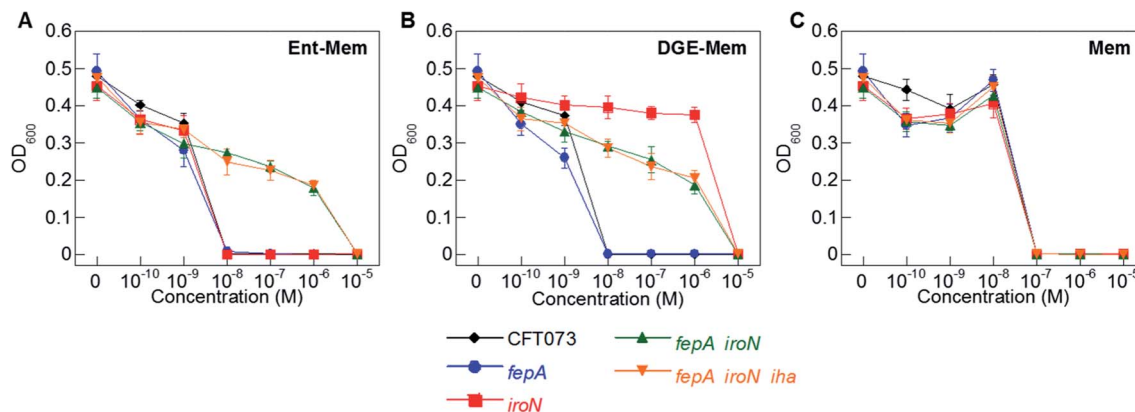 A
Ent-Mem
0.6
0.5
0.4
0.3
0.2
0.1
0
OD600
0 10-10 10-9 10-8 10-7 10-6 10-5
Concentration (M)
B
DGE-Mem
0.6
0.5
0.4
0.3
0.2
0.1
0
OD600
0 10-10 10-9 10-8 10-7 10-6 10-5
Concentration (M)
C
Mem
0.6
0.5
0.4
0.3
0.2
0.1
0
OD600
0 10-10 10-9 10-8 10-7 10-6 10-5
Concentration (M)
CFT073
fepA
iroN
fepA iroN
fepA iroN iha